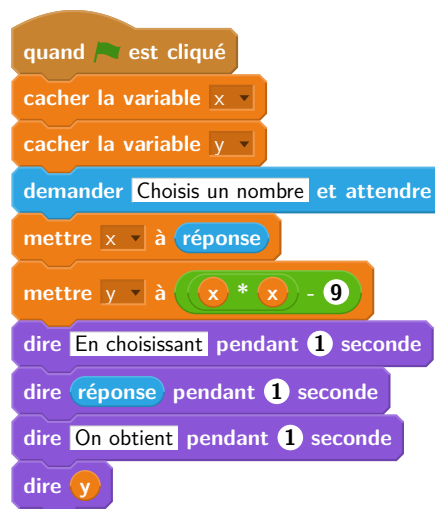 quand est cliqué
cacher la variable x
cacher la variable y
demander Choisis un nombre et attendre
mettre x à réponse
mettre y à x * x - 9
dire En choisissant pendant 1 seconde
dire réponse pendant 1 seconde
dire On obtient pendant 1 seconde
dire y